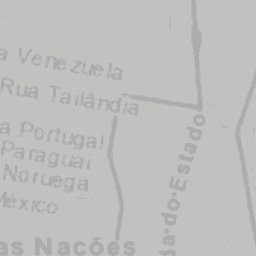 a Venezuela
Rua Tailândia
a Portugal
Paraguai
Noruega
México
da-do-Estado
as Nações